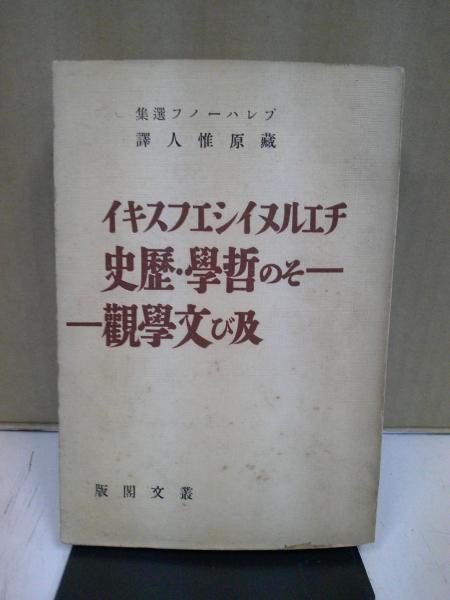 プレハーノフ選集
藏原惟人譯
チエルヌイシエフスキイ
―その哲學・歷史
及び文學觀―
叢文閣版